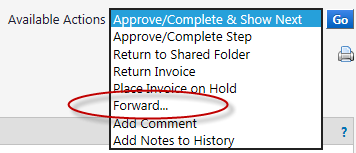 Available Actions Approve/Complete & Show Next Go
Approve/Complete Step
Return to Shared Folder
Return Invoice
Place Invoice on Hold
Forward...
Add Comment
?
Add Notes to History